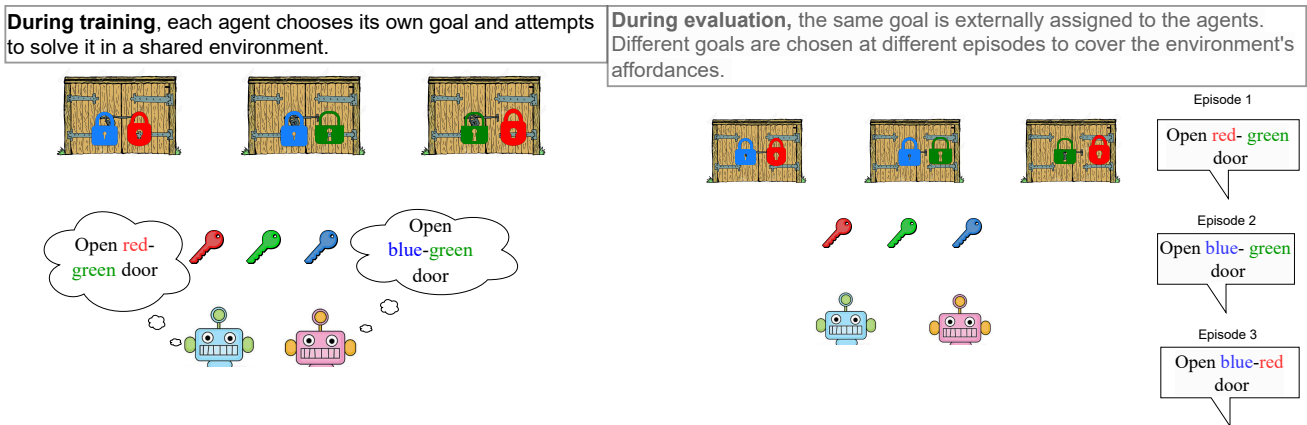 During training, each agent chooses its own goal and attempts
to solve it in a shared environment.
Open red-
green door
Open
blue-green
door
During evaluation, the same goal is externally assigned to the agents.
Different goals are chosen at different episodes to cover the environment's
affordances.
Episode 1
Open red- green
door
Episode 2
Open blue- green
door
Episode 3
Open blue-red
door